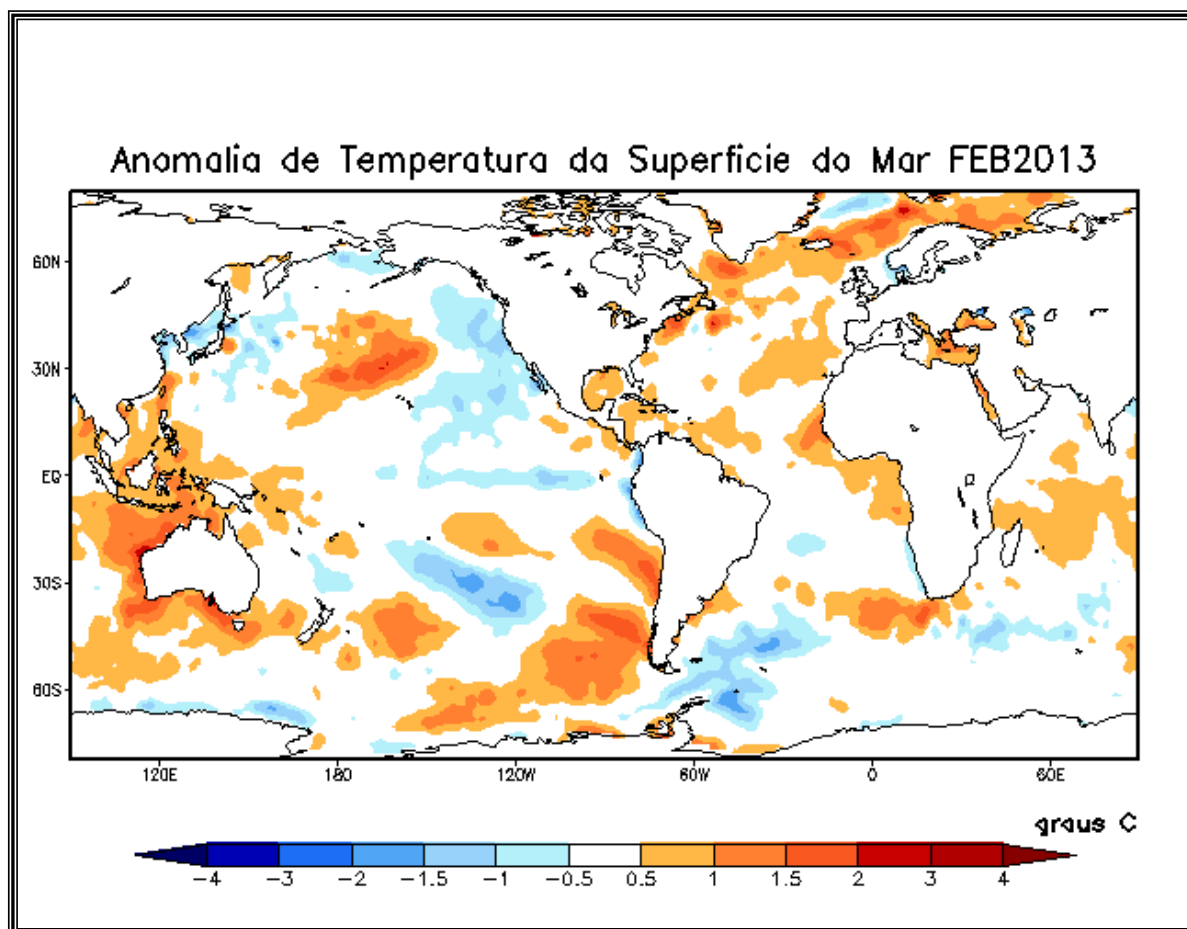 Anomalia de Temperatura da Superficie do Mar FEB2013
60N
30N
EQ
30S
60S
120E 180 120W 60W 0 60E
graus C
−4 −3 −2 −1.5 −1 −0.5 0.5 1 1.5 2 3 4